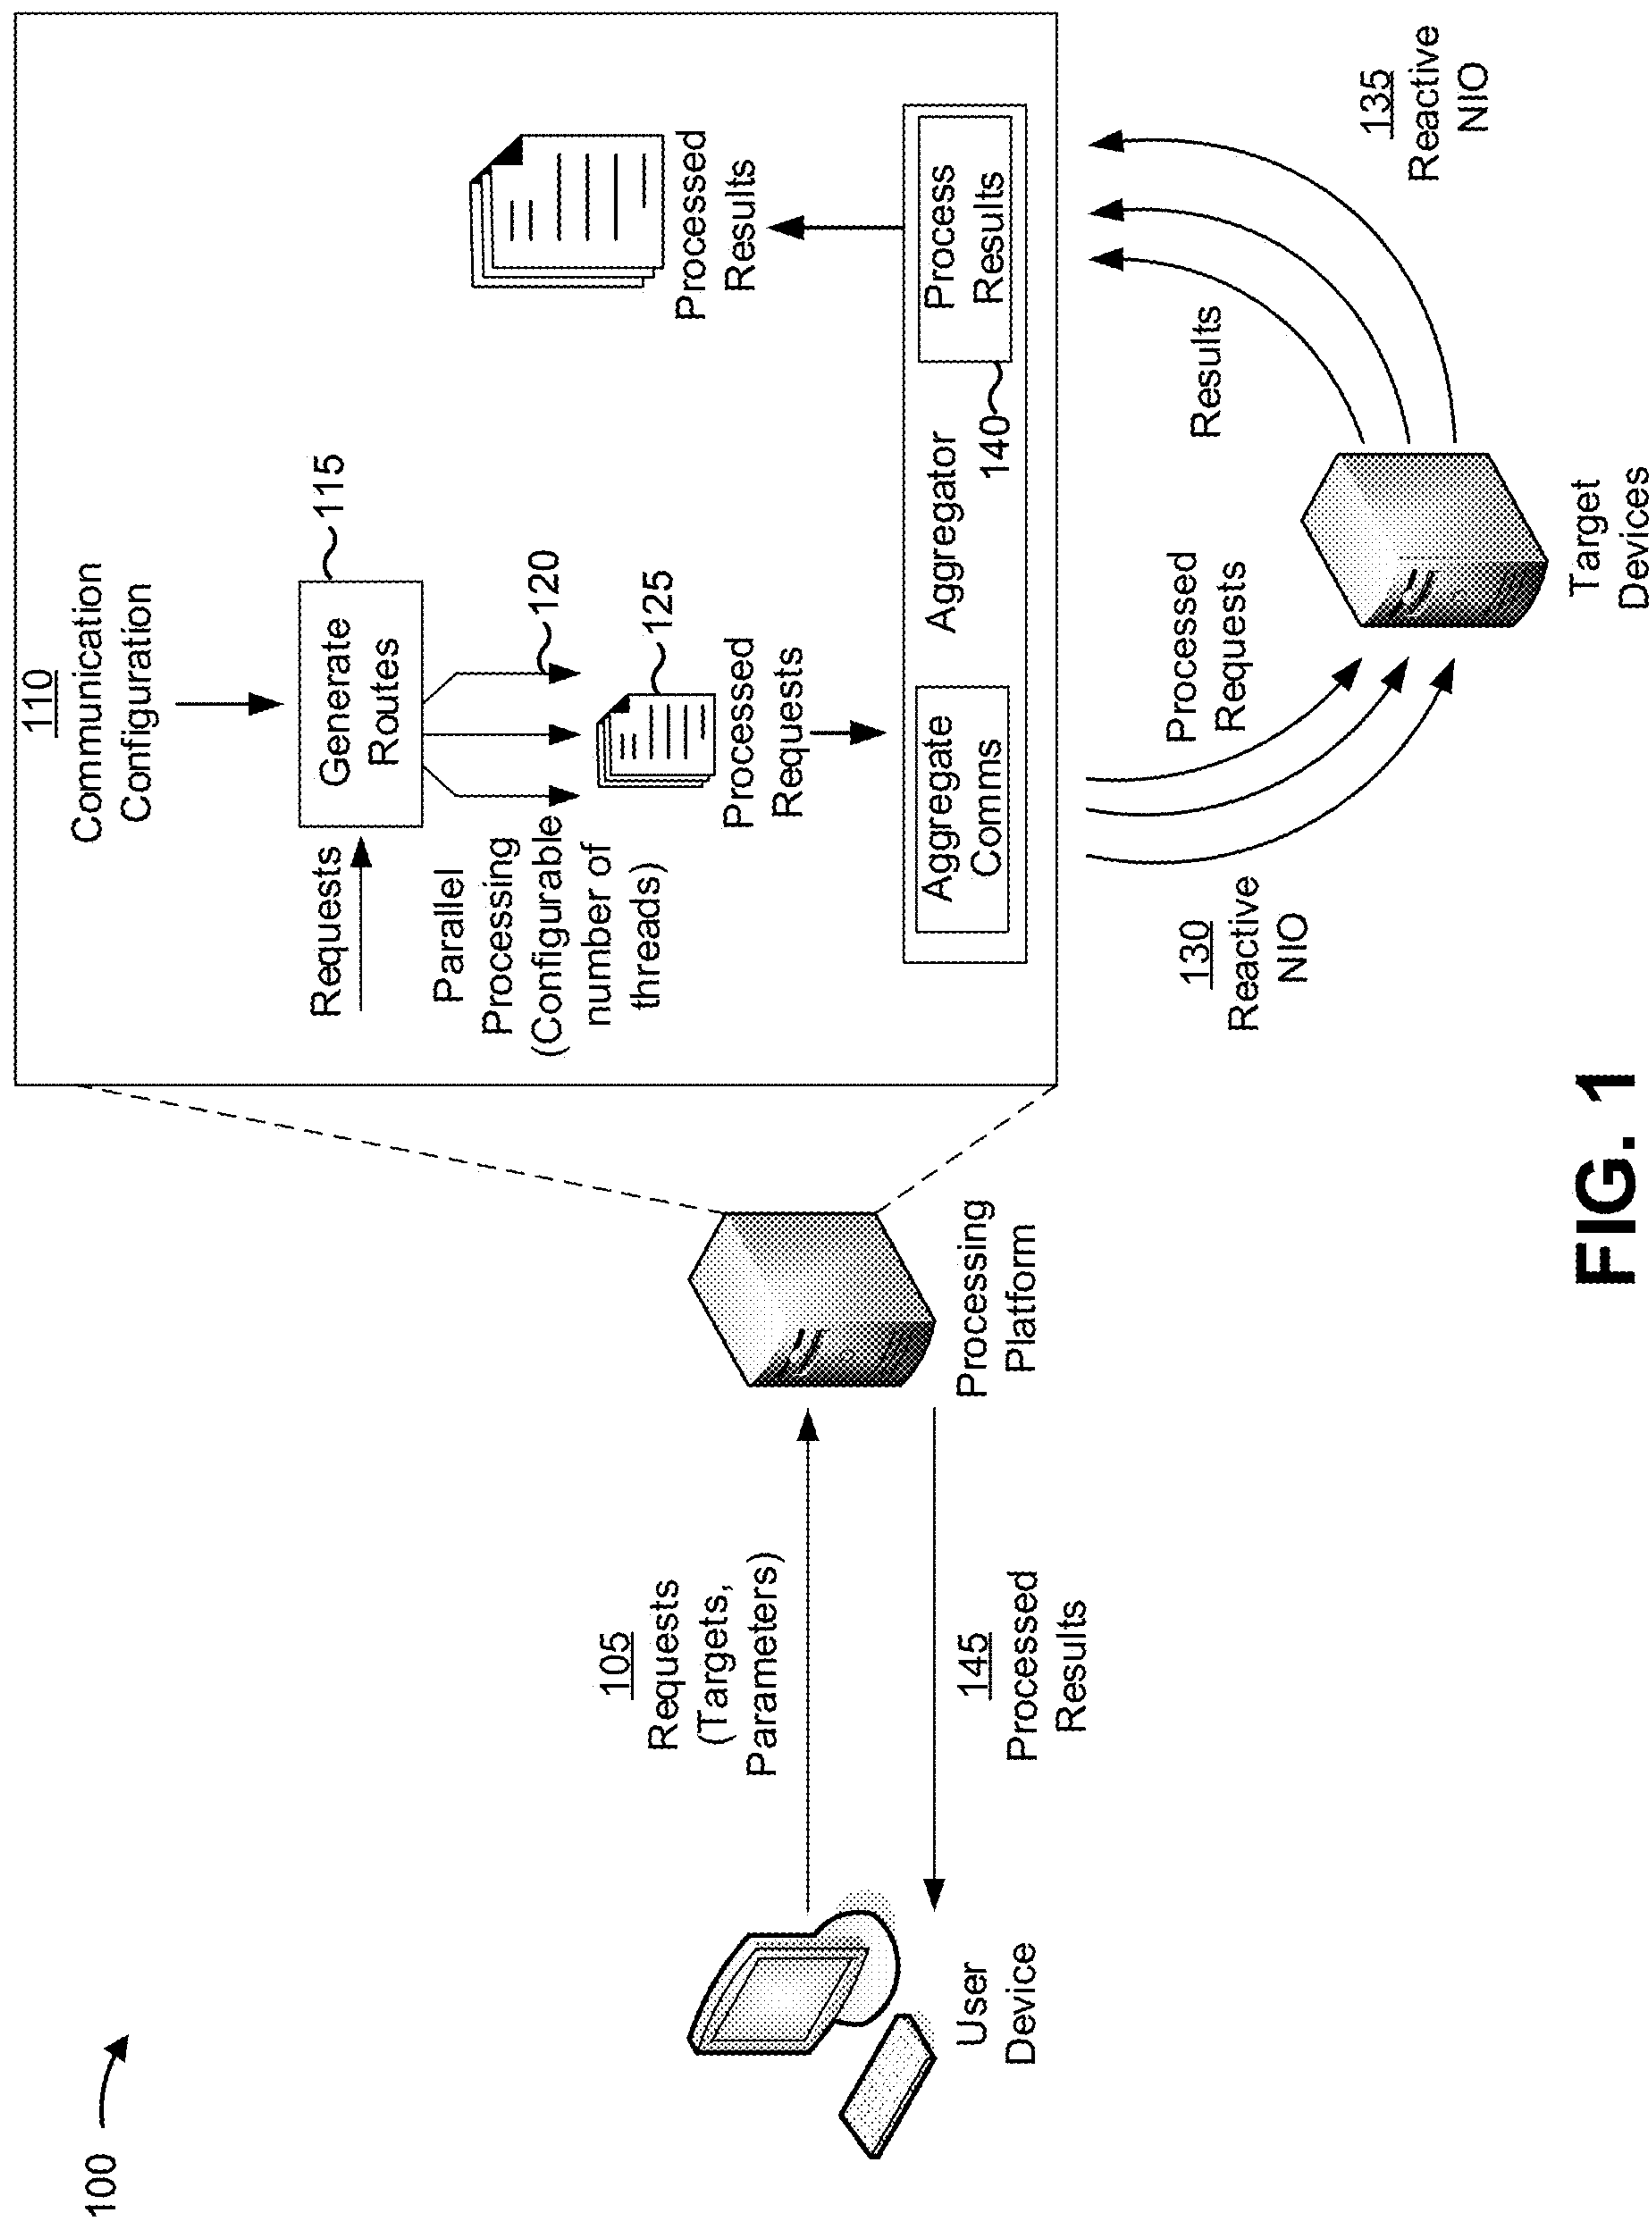 100
105
Requests
(Targets,
Parameters)
145
Processed
Results
User
Device
Processing
Platform
110
Communication
Configuration
Requests
Generate
Routes
115
Parallel
Processing
(Configurable
number of
threads)
120
125
Processed
Requests
Aggregate
Comms
Aggregator
140
Process
Results
Processed
Results
130
Reactive
NIO
Processed
Requests
Results
135
Reactive
NIO
Target
Devices
FIG. 1